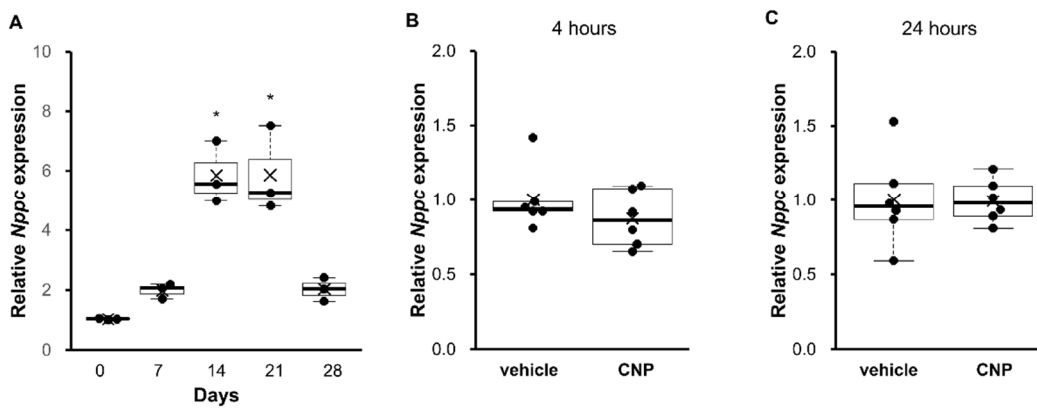 A
Relative Nppc expression
10
8
6
4
2
0
*
*
0 7 14 21 28
Days
B
4 hours
Relative Nppc expression
2.0
1.5
1.0
0.5
0.0
vehicle CNP
C
24 hours
Relative Nppc expression
2.0
1.5
1.0
0.5
0.0
vehicle CNP